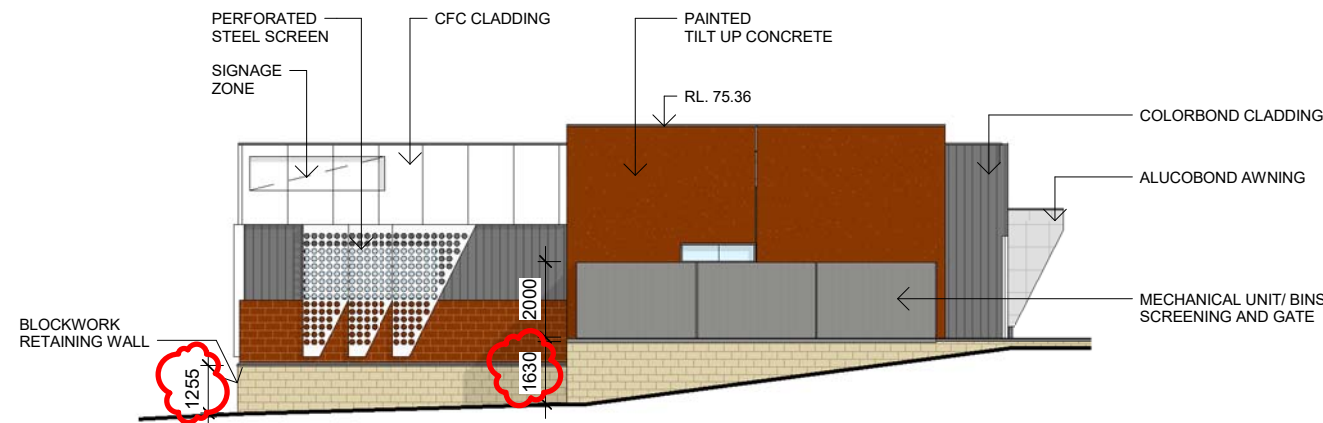 PERFORATED
STEEL SCREEN
CFC CLADDING
PAINTED
TILT UP CONCRETE
SIGNAGE
ZONE
RL. 75.36
COLORBOND CLADDING
ALUCOBOND AWNING
2000
MECHANICAL UNIT/ BINS
SCREENING AND GATE
BLOCKWORK
RETAINING WALL
1255
1630